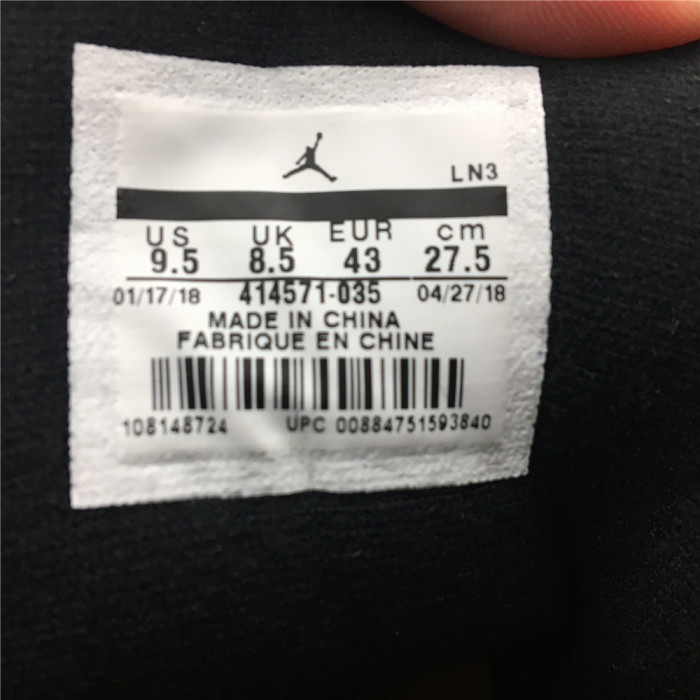 LN3
US UK EUR cm
9.5 8.5 43 27.5
01/17/18 414571-035 04/27/18
MADE IN CHINA
FABRIQUE EN CHINE
108148724 UPC 00884751593840